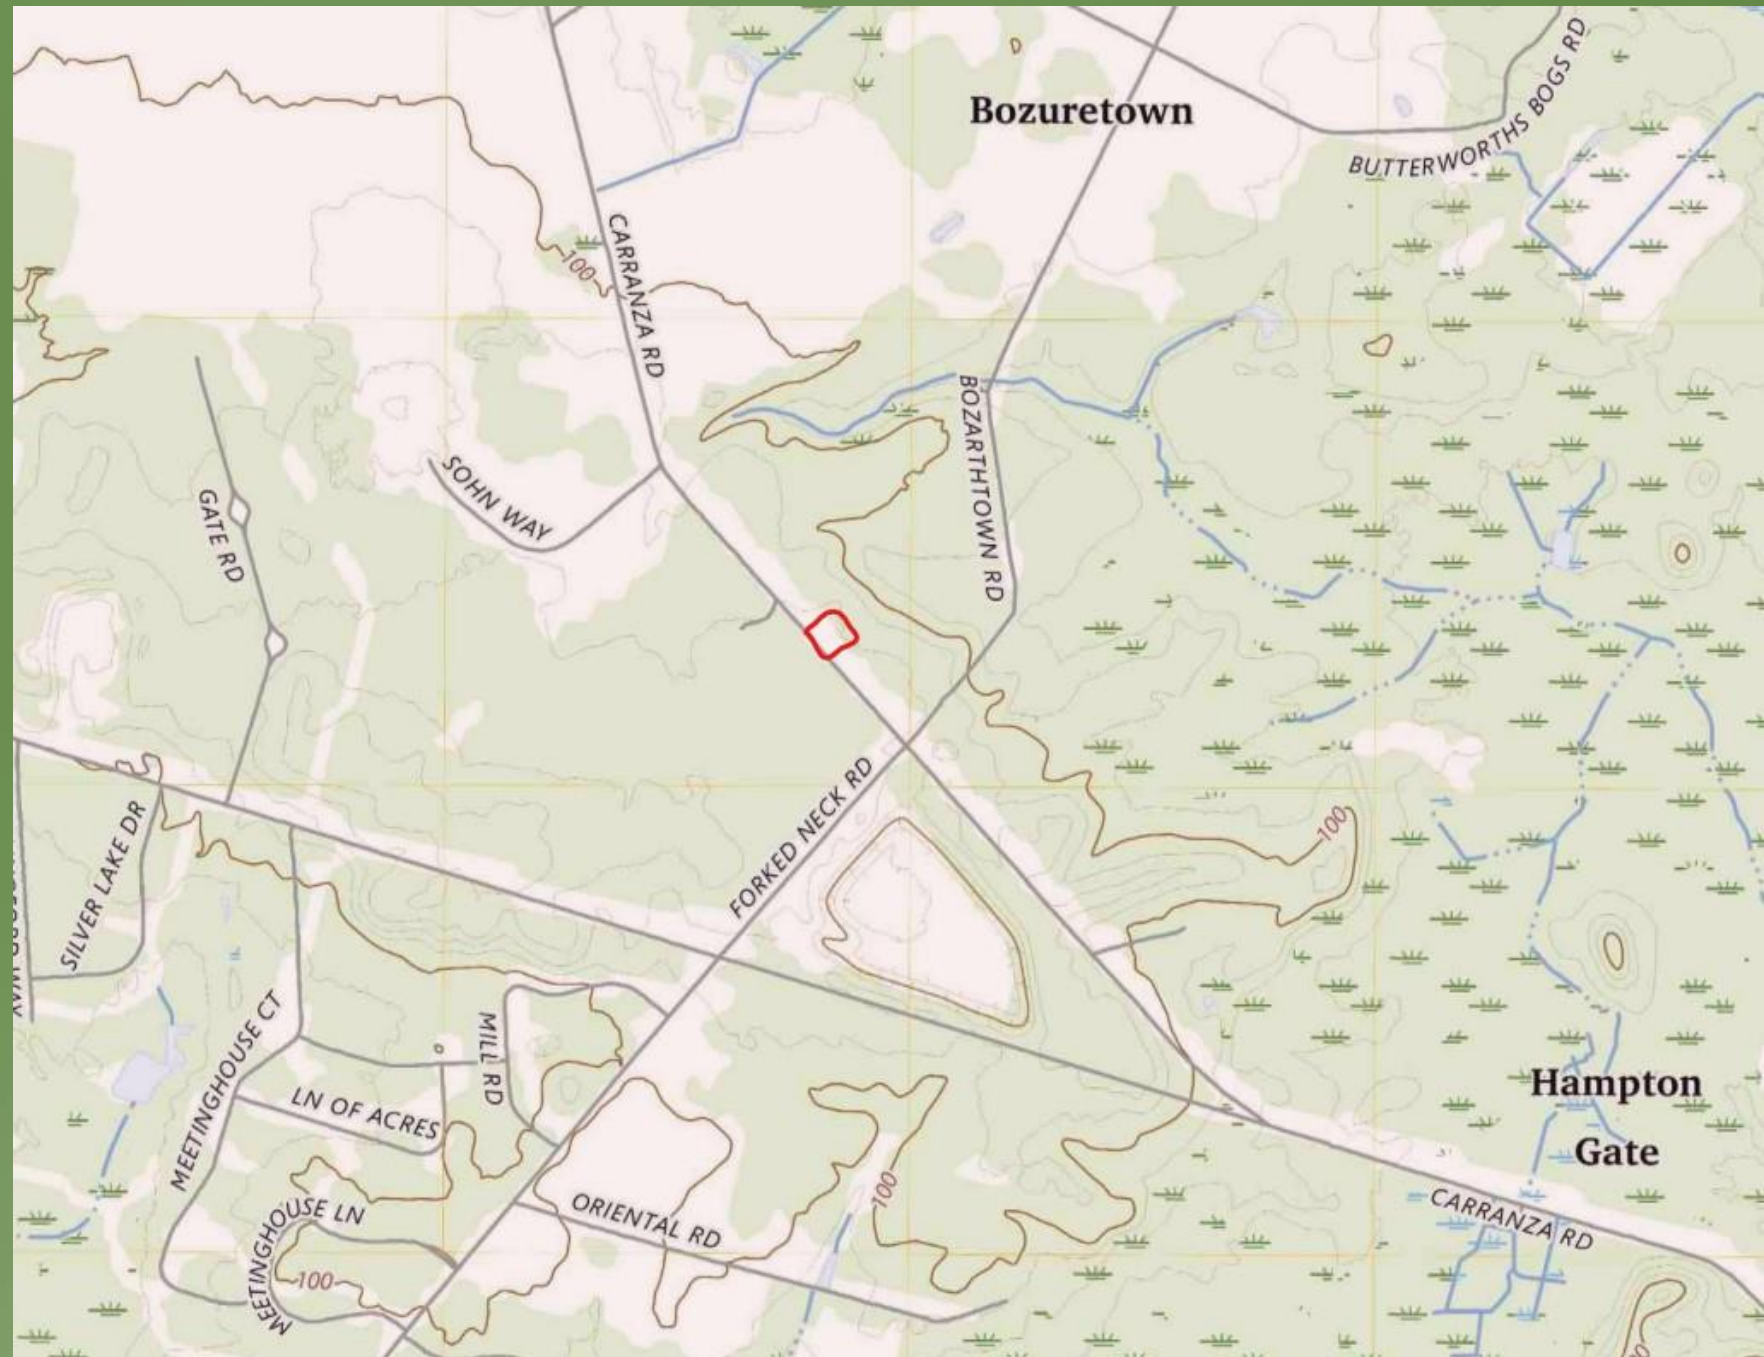 BUTTERWORTHS BOGS RD
Bozuretown
CARRANZA RD
100
BOZARTHTOWN RD
SOHN WAY
GATE RD
FORKED NECK RD
SILVER LAKE DR
100
MEETINGHOUSE CT
MILL RD
LN OF ACRES
Hampton
Gate
MEETINGHOUSE LN
ORIENTAL RD
100
CARRANZA RD
100